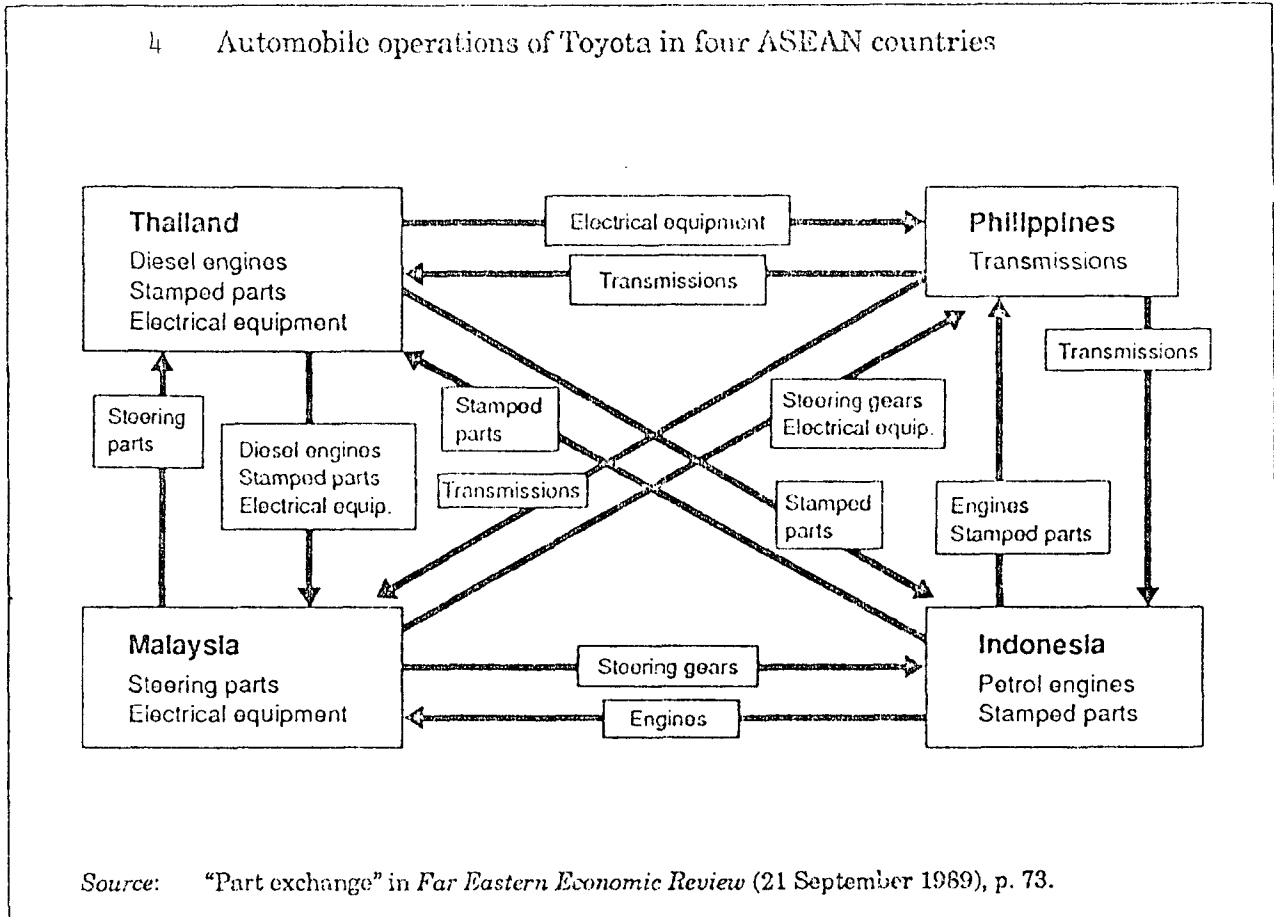 4 Automobile operations of Toyota in four ASEAN countries
Thailand
Diesel engines
Stamped parts
Electrical equipment
Electrical equipment
Transmissions
Philippines
Transmissions
Transmissions
Steering
parts
Diesel engines
Stamped parts
Electrical equip.
Stamped
parts
Transmissions
Steering gears
Electrical equip.
Stamped
parts
Engines
Stamped parts
Malaysia
Steering parts
Electrical equipment
Steering gears
Engines
Indonesia
Petrol engines
Stamped parts
Source: "Part exchange" in Far Eastern Economic Review (21 September 1989), p. 73.